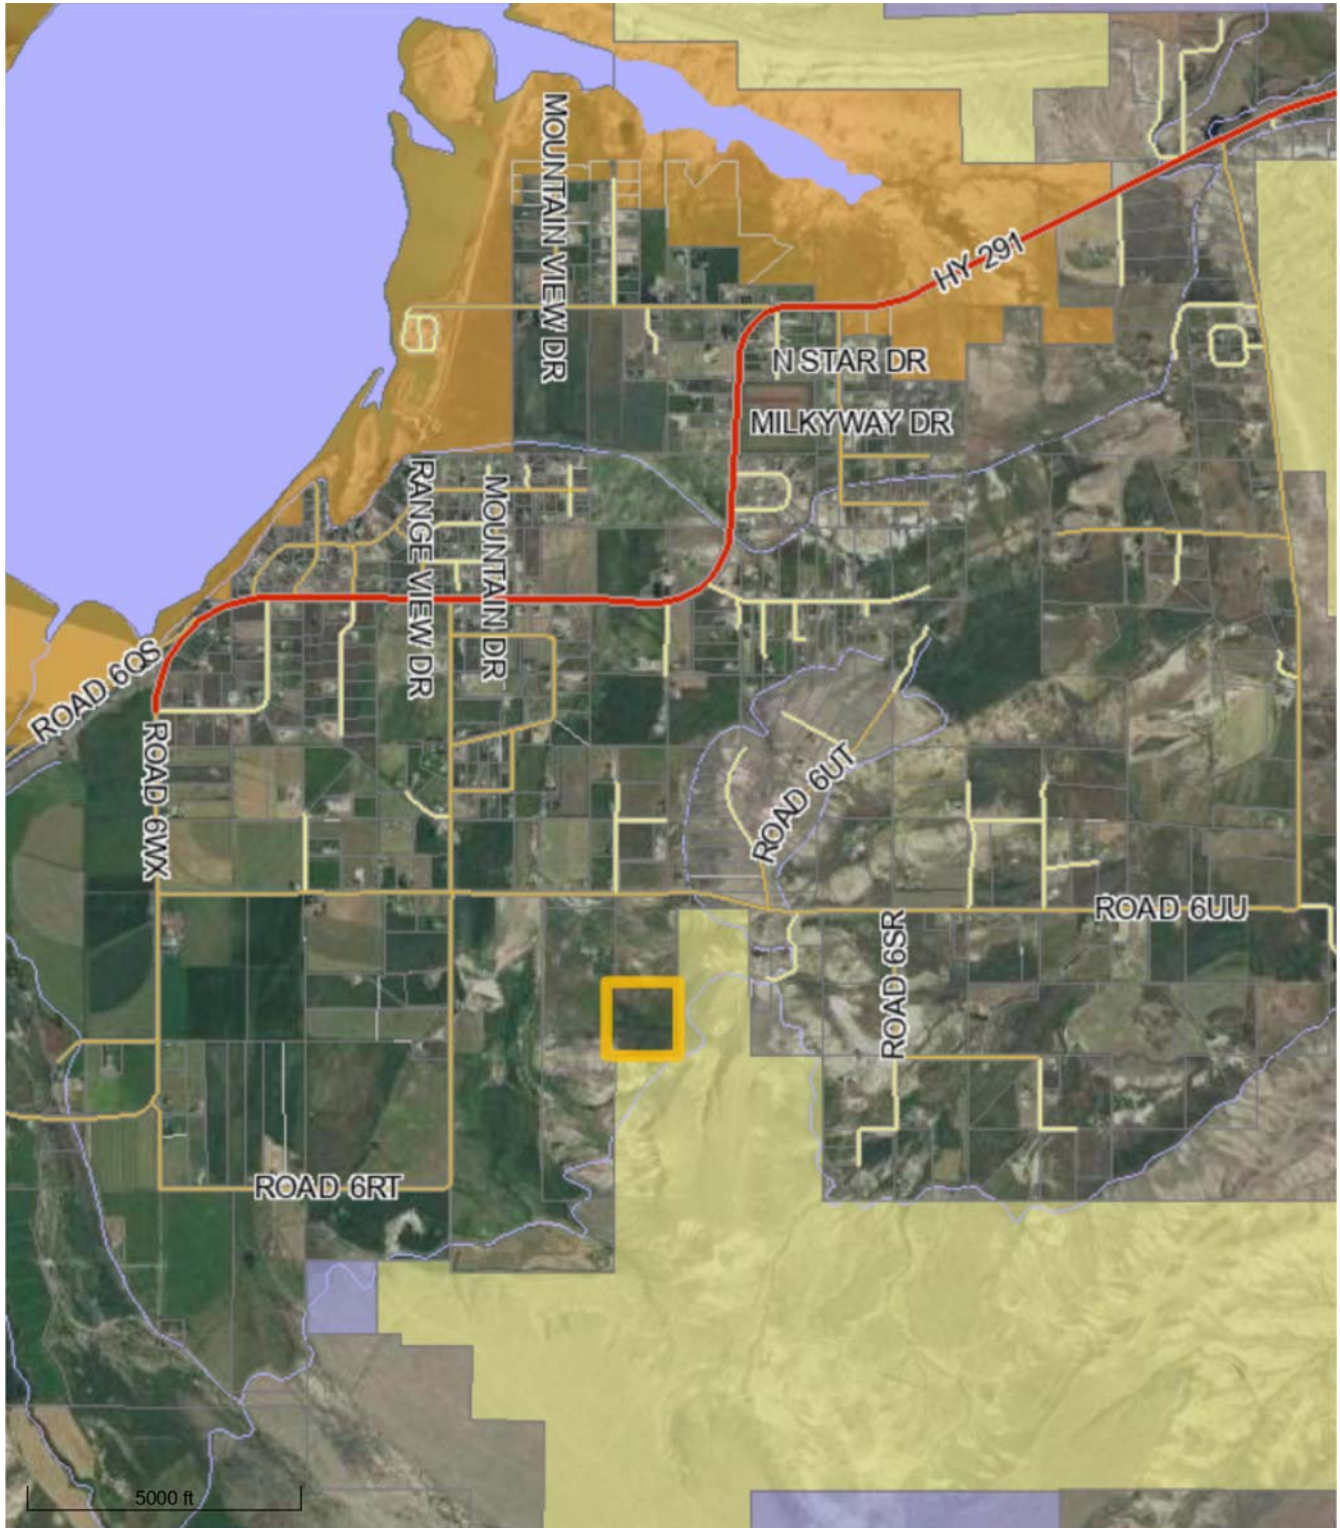 MOUNTAIN VIEW DR
HY 291
N STAR DR
MILKYWAY DR
RANGE VIEW DR
MOUNTAIN DR
ROAD 6QS
ROAD 6WX
ROAD 6UT
ROAD 6UU
ROAD 6SR
ROAD 6RT
5000 ft